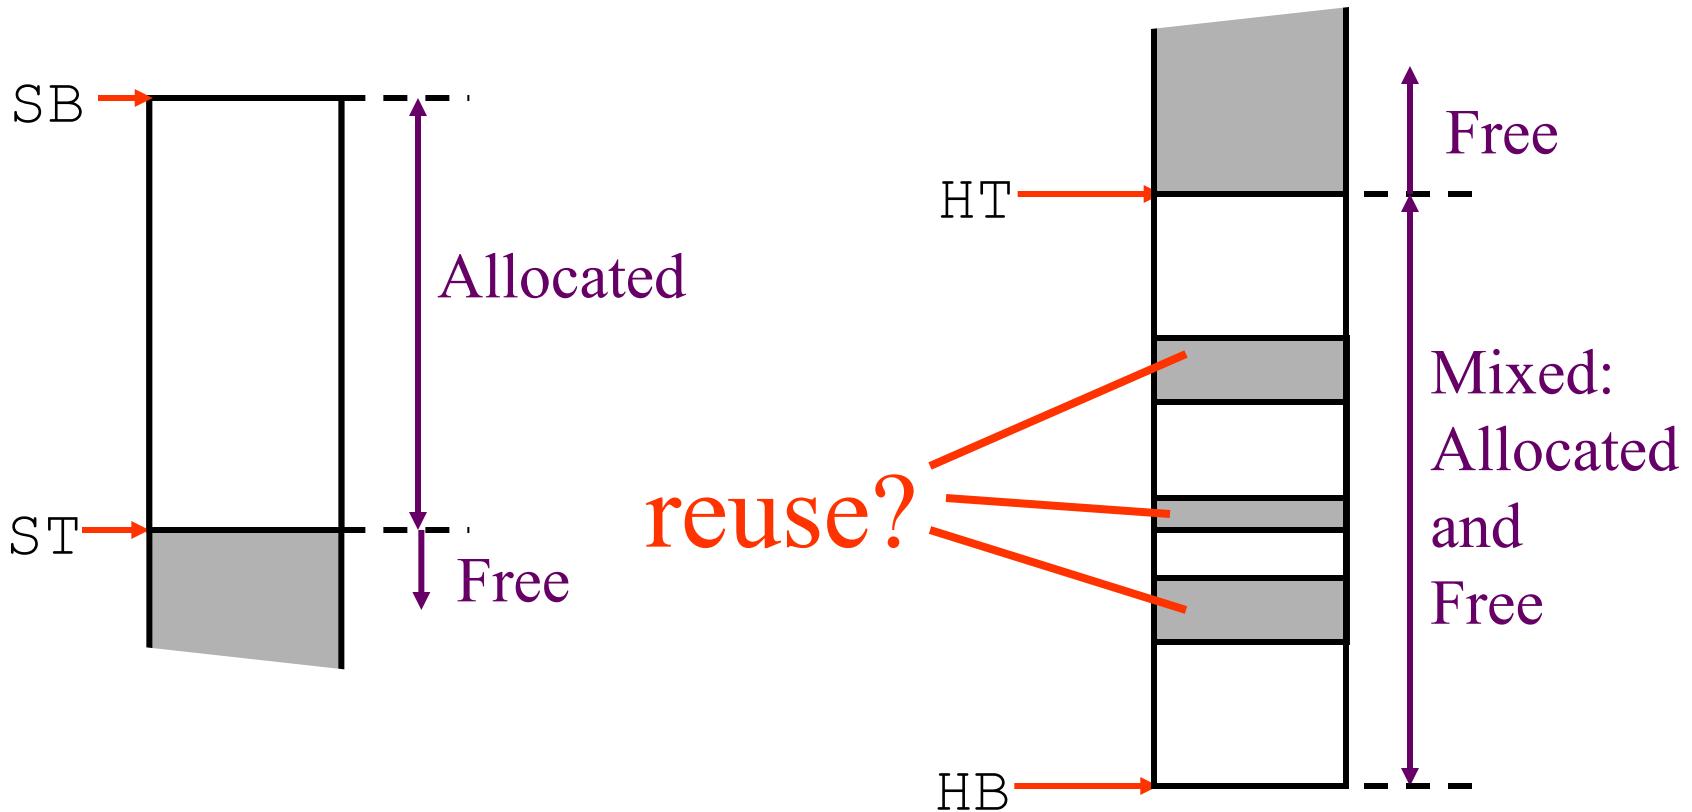 SB
Allocated
ST
Free
reuse?
HT
Free
Mixed:
Allocated
and
Free
HB